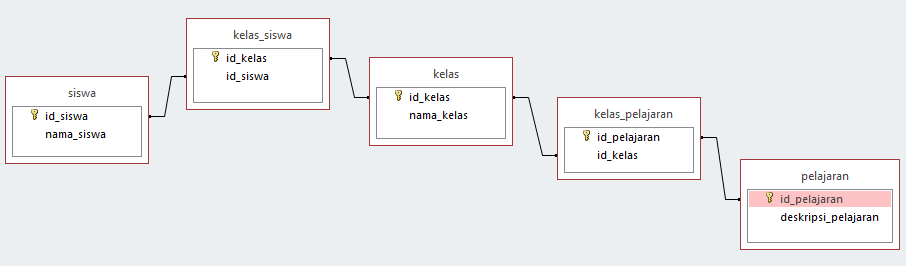 siswa
id_siswa
nama_siswa
kelas_siswa
id_kelas
id_siswa
kelas
id_kelas
nama_kelas
kelas_pelajaran
id_pelajaran
id_kelas
pelajaran
id_pelajaran
deskripsi_pelajaran